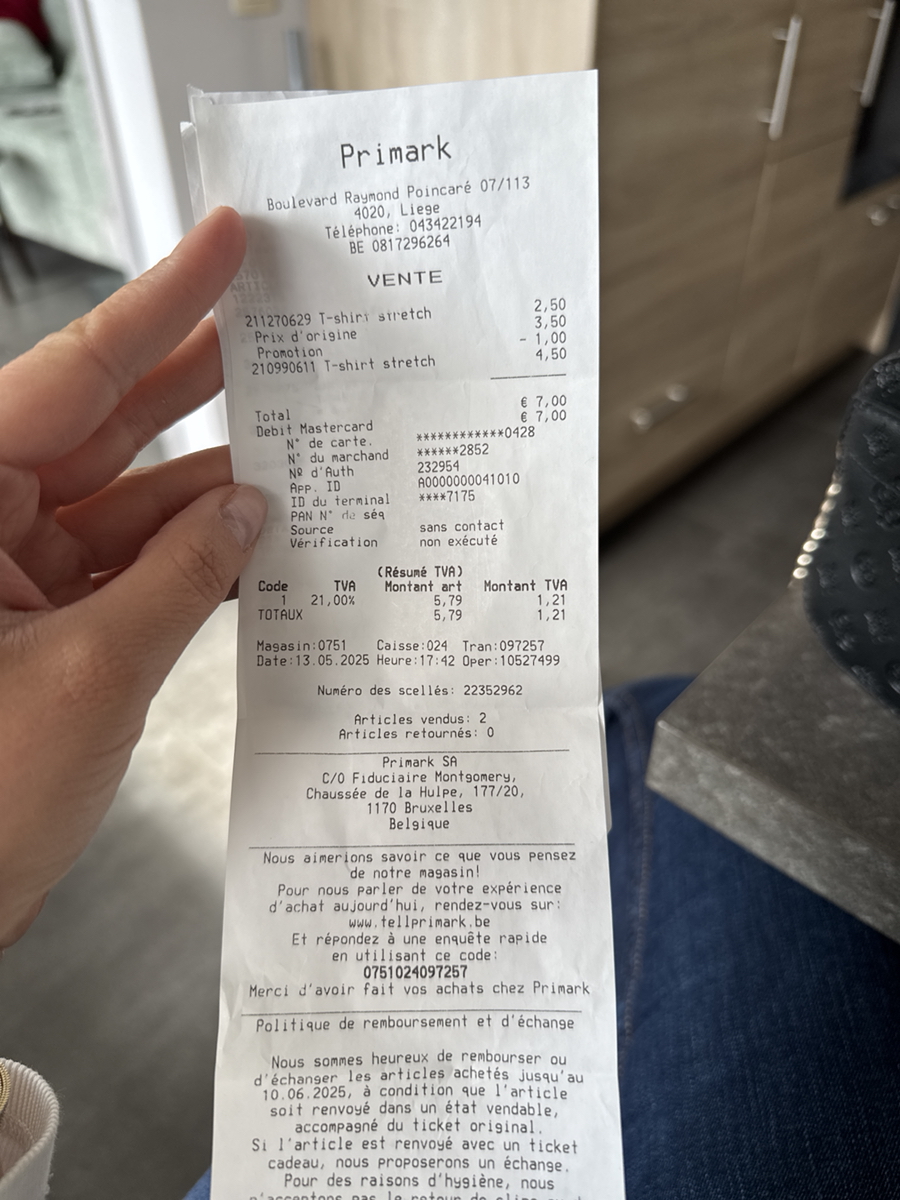 Primark
Boulevard Raymond Poincaré 07/113
4020, Liege
Téléphone: 043422194
BE 0817296264
VENTE
211270629 T-shirt stretch 2,50
Prix d'origine 3,50
Promotion - 1,00
210990611 T-shirt stretch 4,50
Total € 7,00
Debit Mastercard € 7,00
N° de carte. ************0428
N° du marchand ******2852
Nº d'Auth 232954
App. ID A0000000041010
ID du terminal ****7175
PAN N° de séq
Source sans contact
Vérification non exécuté
(Résumé TVA)
Code TVA Montant art Montant TVA
1 21,00% 5,79 1,21
TOTAUX 5,79 1,21
Magasin:0751 Caisse:024 Tran:097257
Date:13.05.2025 Heure:17:42 Oper:10527499
Numéro des scellés: 22352962
Articles vendus: 2
Articles retournés: 0
Primark SA
C/O Fiduciaire Montgomery,
Chaussée de la Hulpe, 177/20,
1170 Bruxelles
Belgique
Nous aimerions savoir ce que vous pensez
de notre magasin!
Pour nous parler de votre expérience
d'achat aujourd'hui, rendez-vous sur:
www.tellprimark.be
Et répondez à une enquête rapide
en utilisant ce code:
0751024097257
Merci d'avoir fait vos achats chez Primark
Politique de remboursement et d'échange
Nous sommes heureux de rembourser ou
d'échanger les articles achetés jusqu'au
10.06.2025, à condition que l'article
soit renvoyé dans un état vendable,
accompagné du ticket original.
Si l'article est renvoyé avec un ticket
cadeau, nous proposerons un échange.
Pour des raisons d'hygiène, nous
n'acceptons pas le retour de